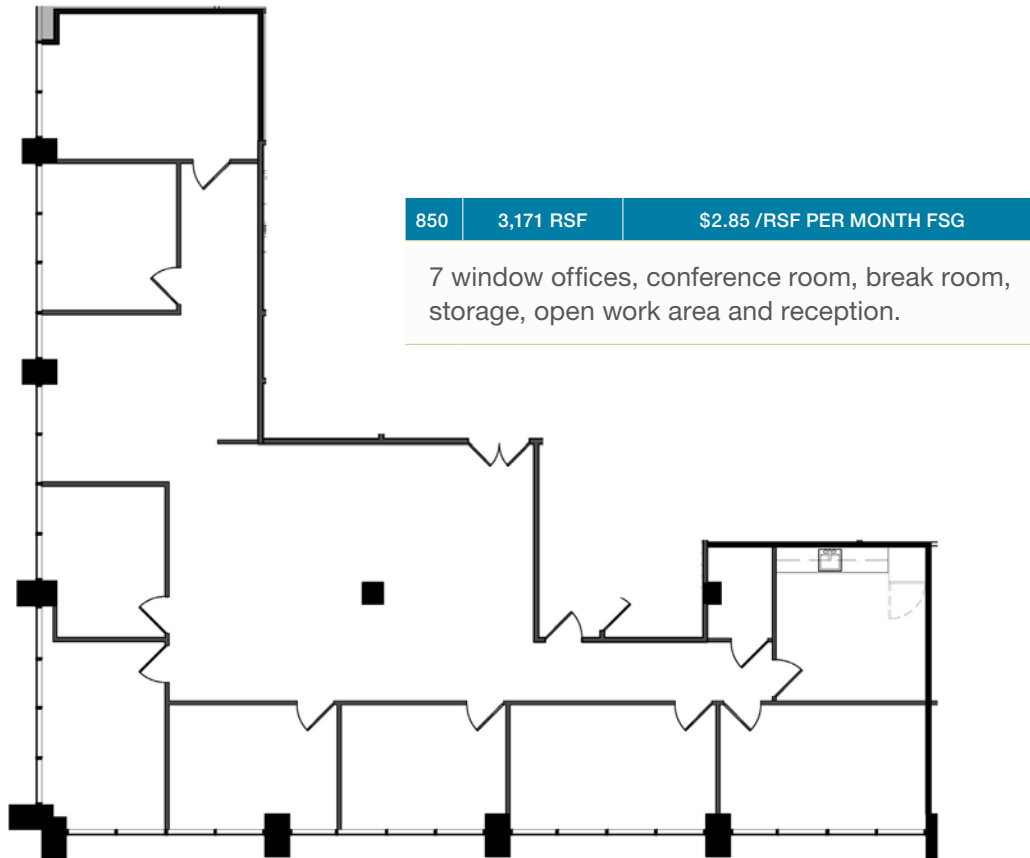 850 3,171 RSF $2.85 /RSF PER MONTH FSG
7 window offices, conference room, break room,
storage, open work area and reception.